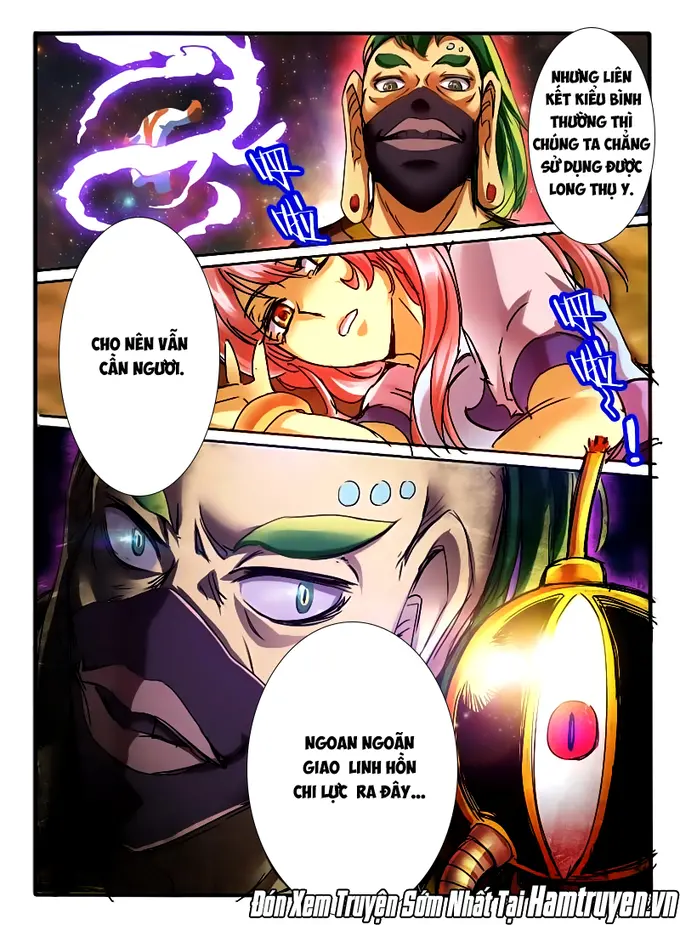 NHƯNG LIÊN
KẾT KIỂU BÌNH
THƯỜNG THÌ
CHÚNG TA CHẲNG
SỬ DỤNG ĐƯỢC
LONG THỤ Y.
CHO NÊN VẪN
CẦN NGƯƠI.
NGOAN NGOÃN
GIAO LINH HỒN
CHI LỰC RA ĐÂY...
Đón Xem Truyện Sớm Nhất Tại Hamtruyen.vn